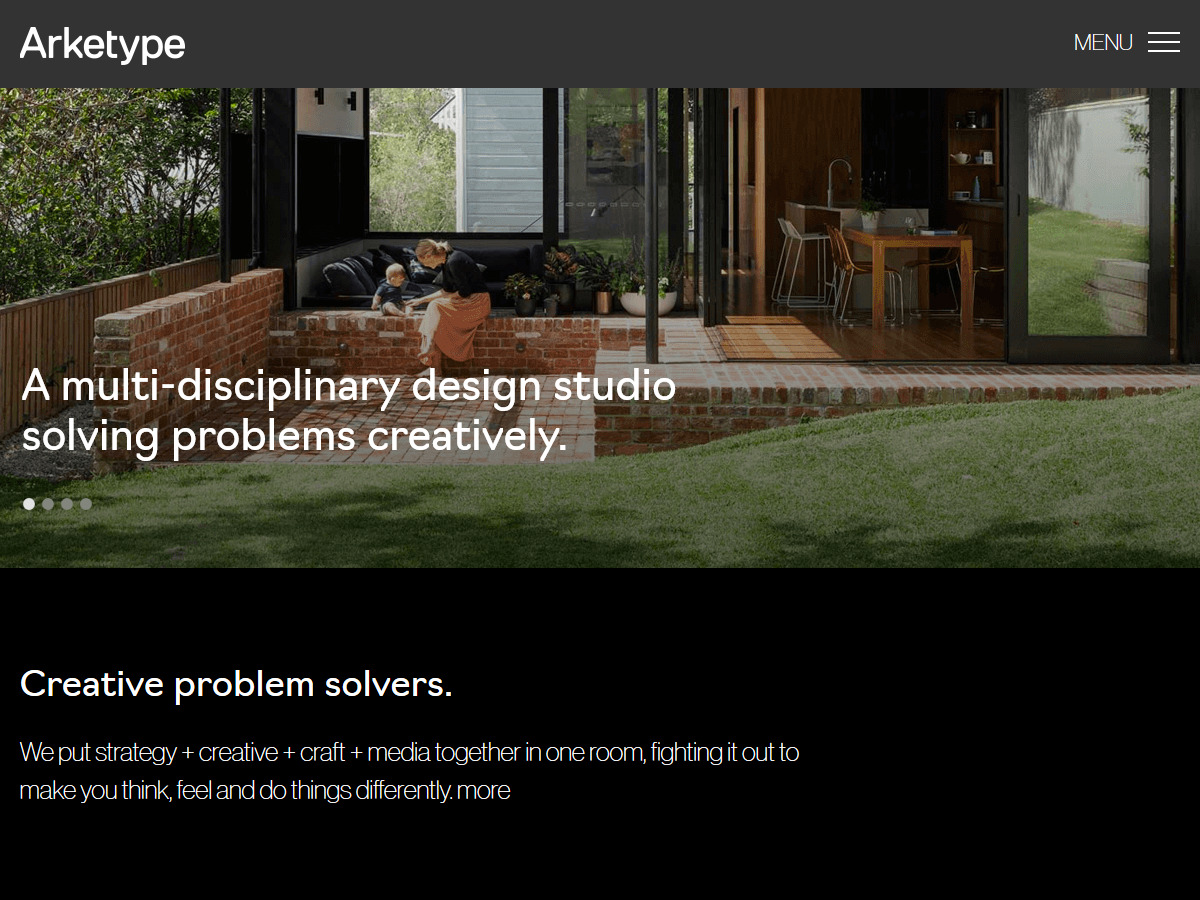 Arketype
MENU
A multi-disciplinary design studio
solving problems creatively.
Creative problem solvers.
We put strategy + creative + craft + media together in one room, fighting it out to
make you think, feel and do things differently. more